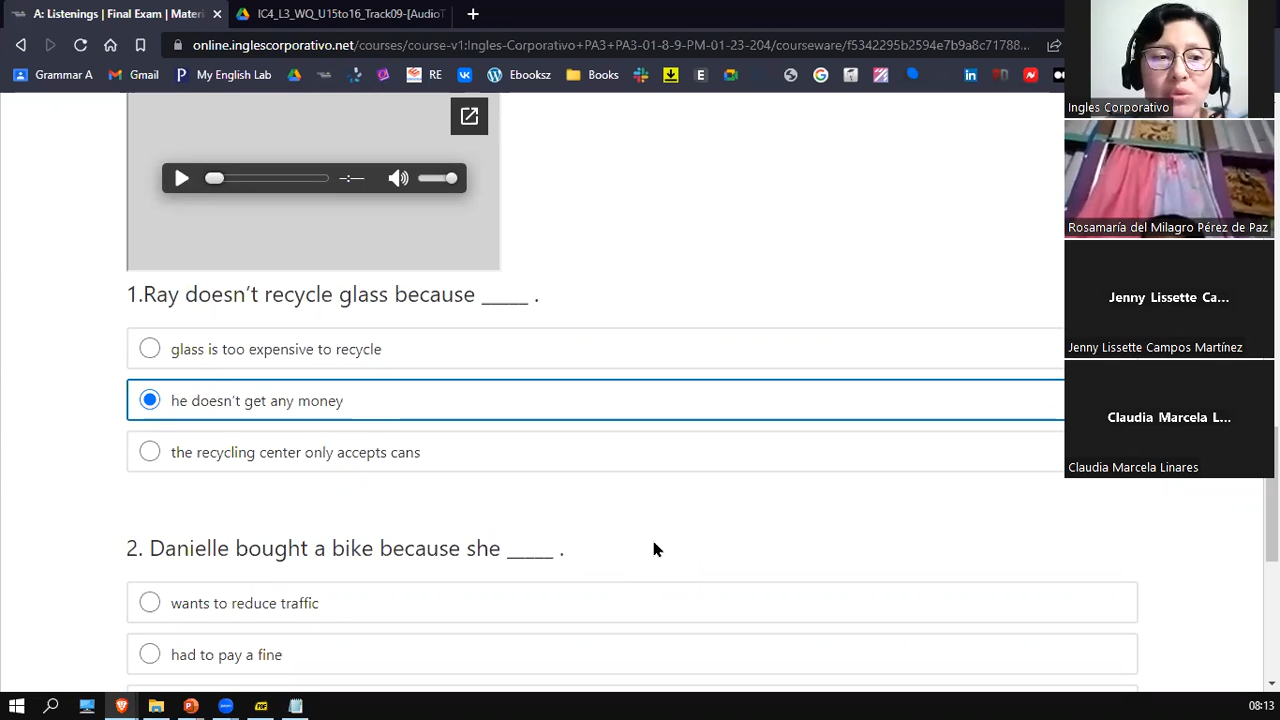 A: Listenings | Final Exam | Mater
IC4_L3_WQ_U15to16_Track09-[AudioT
online.inglescorporativo.net/courses/course-v1:Ingles-Corporativo+PA3+PA3-01-8-9-PM-01-23-204/courseware/f5342295b2594e7b9a8c71788...
Grammar A
Gmail
My English Lab
RE
Ebooksz
Books
Ingles Corporativo
Rosamaría del Milagro Pérez de Paz
Jenny Lissette Ca...
Jenny Lissette Campos Martínez
Claudia Marcela L...
Claudia Marcela Linares
-:--
1.Ray doesn’t recycle glass because _____ .
glass is too expensive to recycle
he doesn’t get any money
the recycling center only accepts cans
2. Danielle bought a bike because she _____ .
wants to reduce traffic
had to pay a fine
08:13